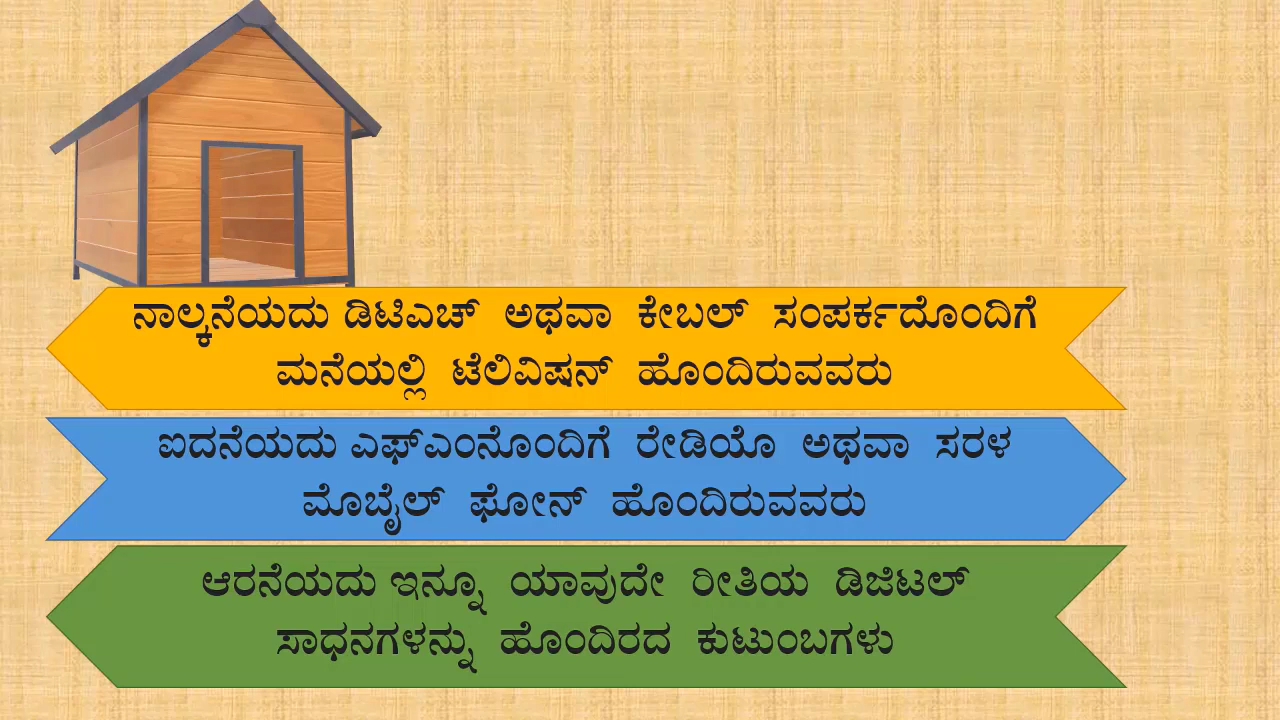 ನಾಲ್ಕನೆಯದು ಡಿಟಿಎಚ್ ಅಥವಾ ಕೇಬಲ್ ಸಂಪರ್ಕದೊಂದಿಗೆ
ಮನೆಯಲ್ಲಿ ಟೆಲಿವಿಷನ್ ಹೊಂದಿರುವವರು
ಐದನೆಯದು ಎಫ್ಎಂನೊಂದಿಗೆ ರೇಡಿಯೊ ಅಥವಾ ಸರಳ
ಮೊಬೈಲ್ ಫೋನ್ ಹೊಂದಿರುವವರು
ಆರನೆಯದು ಇನ್ನೂ ಯಾವುದೇ ರೀತಿಯ ಡಿಜಿಟಲ್
ಸಾಧನಗಳನ್ನು ಹೊಂದಿರದ ಕುಟುಂಬಗಳು